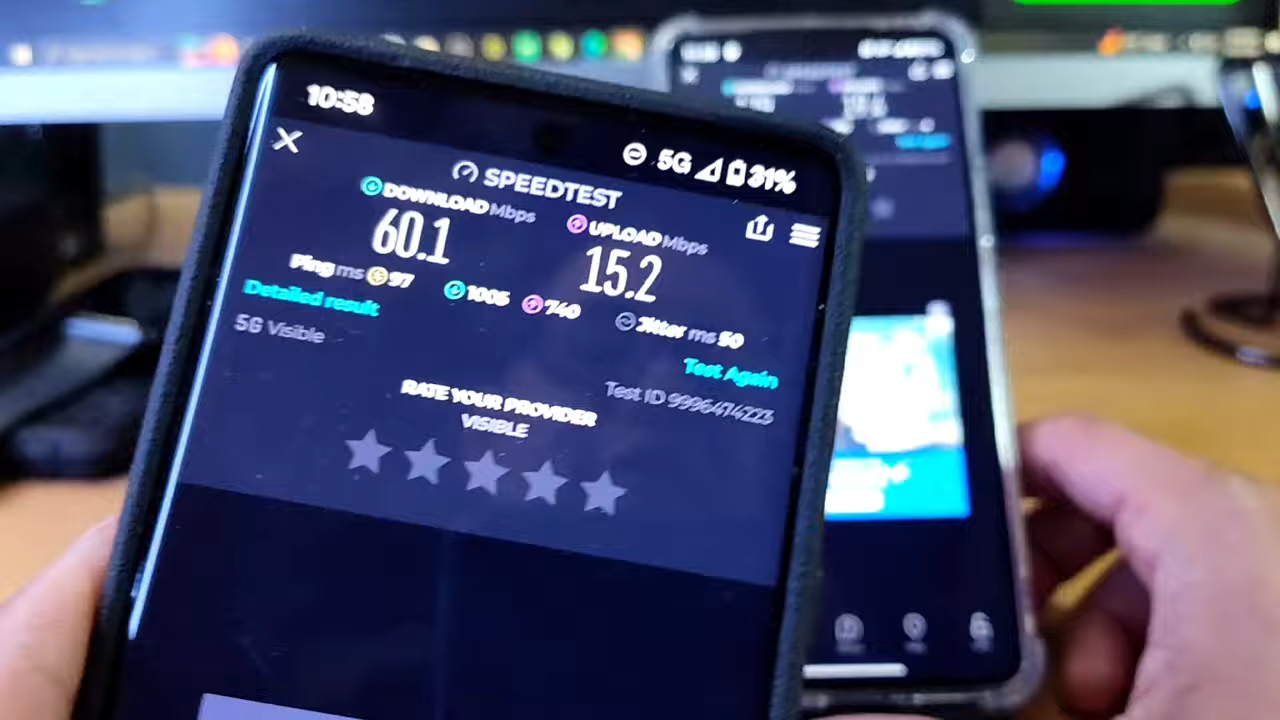 10:58
5G 31%
SPEEDTEST
DOWNLOAD Mbps
UPLOAD Mbps
60.1
15.2
Ping ms 97 1005 740 Jitter ms 50
Detailed result
5G Visible
Test Again
Test ID 9996474223
RATE YOUR PROVIDER
VISIBLE